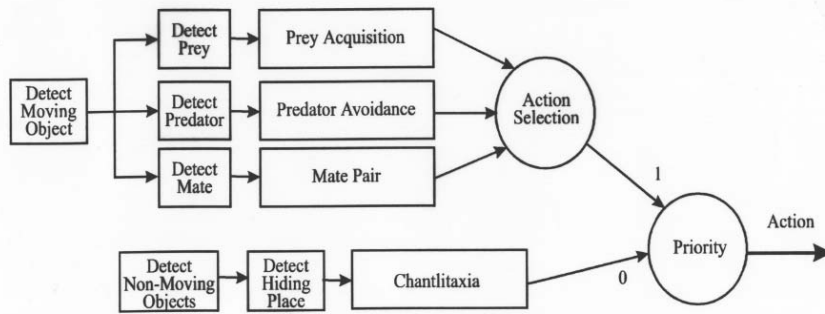 Detect
Prey
Prey Acquisition
Detect
Moving
Object
Detect
Predator
Predator Avoidance
Action
Selection
Detect
Mate
Mate Pair
1
Action
Priority
Detect
Non-Moving
Objects
Detect
Hiding
Place
Chantlitaxia
0